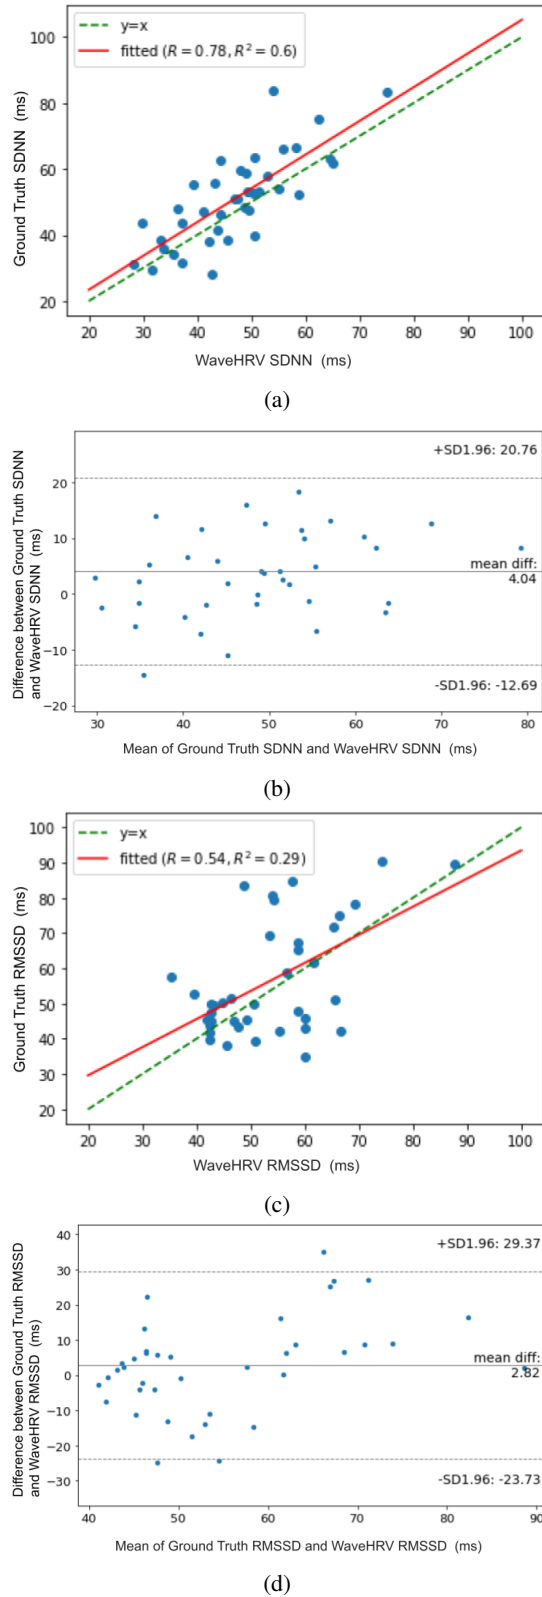 y=x
fitted (R = 0.78, R² = 0.6)
100
80
60
40
20
Ground Truth SDNN (ms)
20 30 40 50 60 70 80 90 100
WaveHRV SDNN (ms)
(a)
+SD1.96: 20.76
mean diff:
4.04
-SD1.96: -12.69
20
10
0
−10
−20
Difference between Ground Truth SDNN
and WaveHRV SDNN (ms)
30 40 50 60 70 80
Mean of Ground Truth SDNN and WaveHRV SDNN (ms)
(b)
y=x
fitted (R = 0.54, R² = 0.29)
100
90
80
70
60
50
40
30
20
Ground Truth RMSSD (ms)
20 30 40 50 60 70 80 90 100
WaveHRV RMSSD (ms)
(c)
+SD1.96: 29.37
mean diff:
2.82
-SD1.96: -23.73
40
30
20
10
0
−10
−20
−30
Difference between Ground Truth RMSSD
and WaveHRV RMSSD (ms)
40 50 60 70 80 90
Mean of Ground Truth RMSSD and WaveHRV RMSSD (ms)
(d)